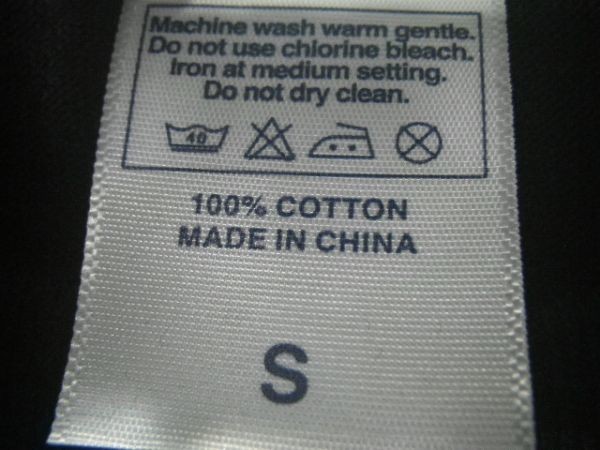 Machine wash warm gentle.
Do not use chlorine bleach.
Iron at medium setting.
Do not dry clean.
40
100% COTTON
MADE IN CHINA
S